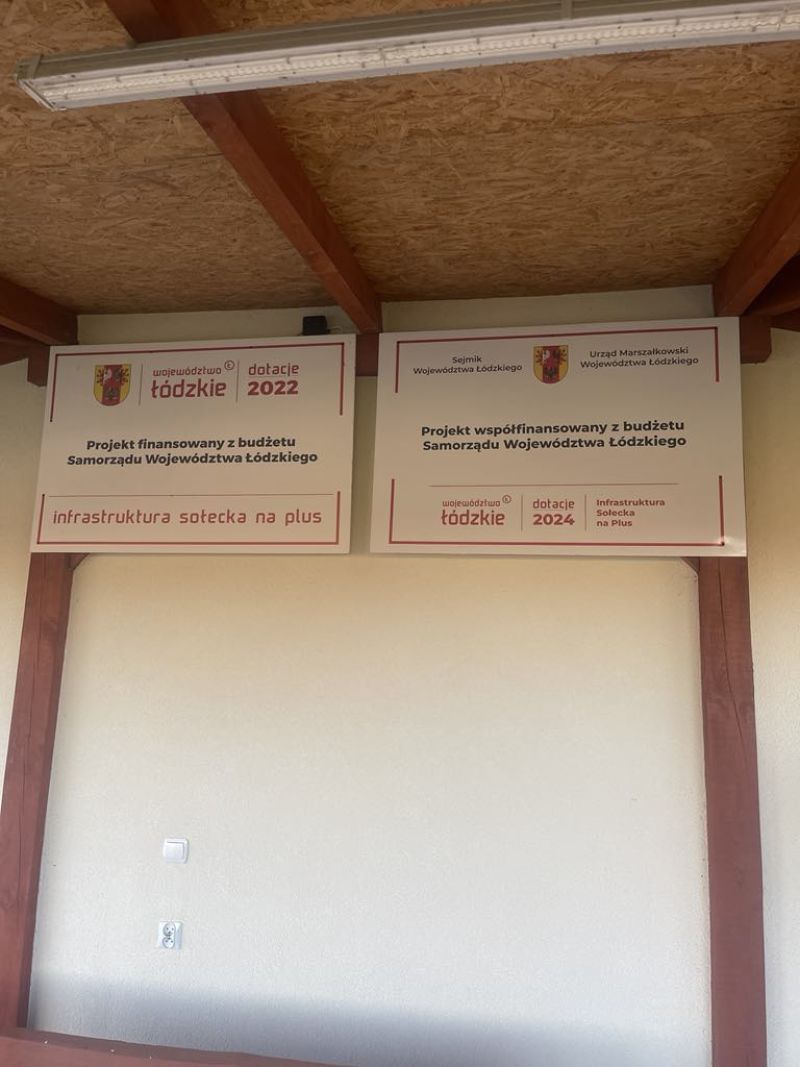 województwo
łódzkie
dotacje
2022
Projekt finansowany z budżetu
Samorządu Województwa Łódzkiego
infrastruktura sołecka na plus
Sejmik
Województwa Łódzkiego
Urząd Marszałkowski
Województwa Łódzkiego
Projekt współfinansowany z budżetu
Samorządu Województwa Łódzkiego
województwo
łódzkie
dotacje
2024
Infrastruktura
Sołecka
na Plus